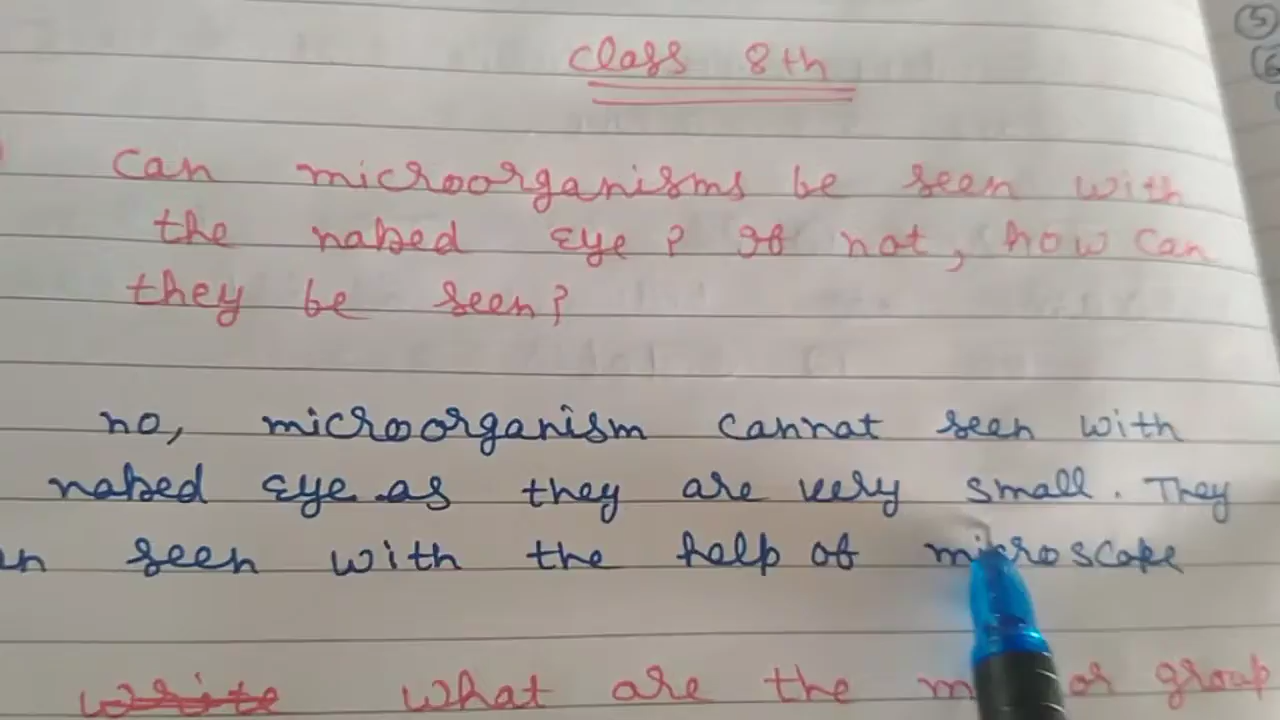 Class 8th
Can microorganisms be seen with
the naked eye? If not, how can
they be seen?
no, microorganism cannat seen with
naked eye as they are very small. They
seen with the help of microscope
What are the group